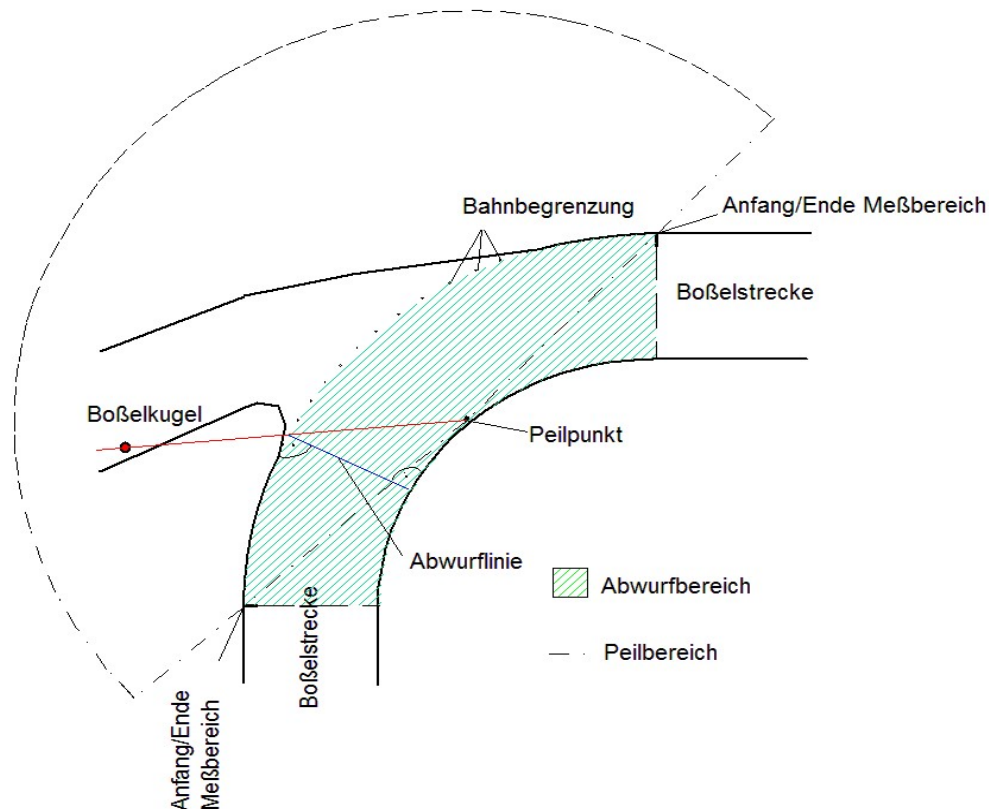 Bahnbegrenzung
Anfang/Ende Meßbereich
Boßelstrecke
Boßelkugel
Peilpunkt
Abwurflinie
Abwurfbereich
Boßelstrecke
Peilbereich
Anfang/Ende
Meßbereich